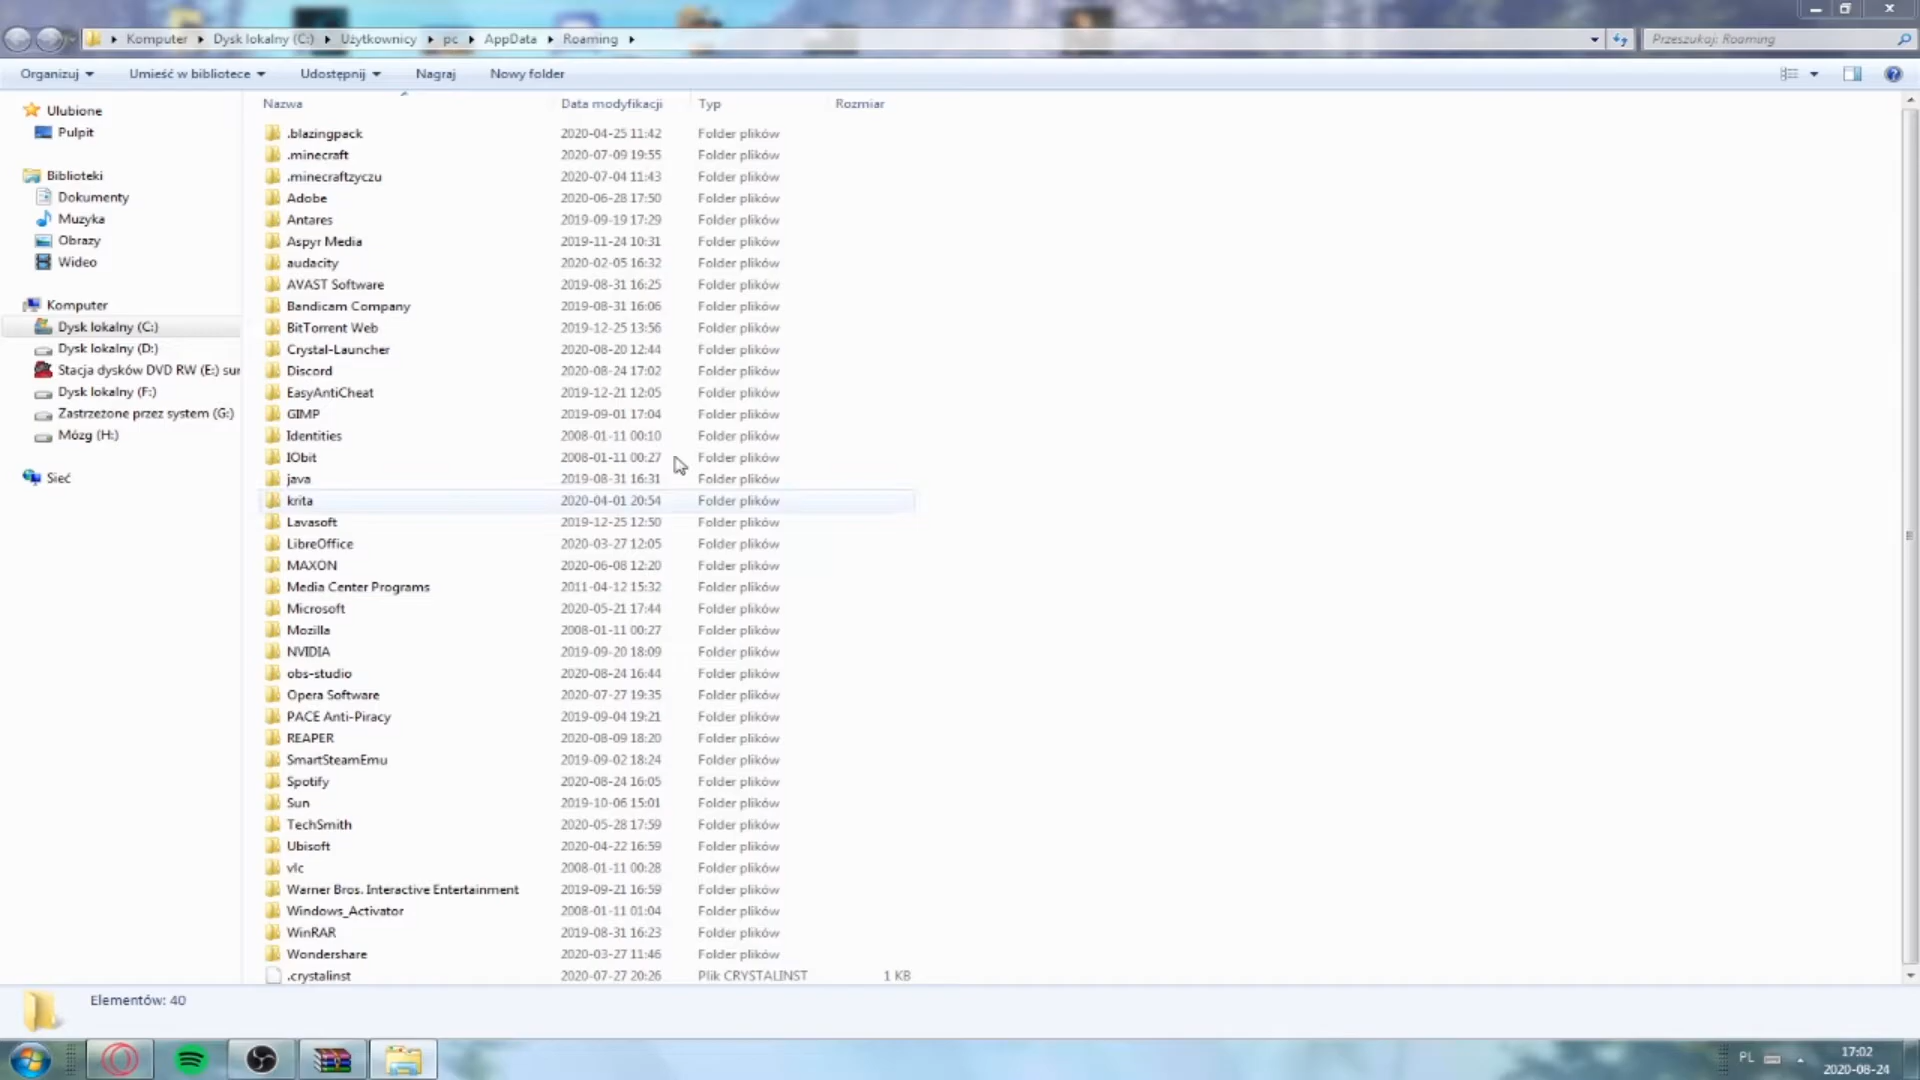 Komputer ▸ Dysk lokalny (C:) ▸ Użytkownicy ▸ pc ▸ AppData ▸ Roaming ▸
Przeszukaj: Roaming
Organizuj Umieść w bibliotece Udostępnij Nagraj Nowy folder
Nazwa Data modyfikacji Typ Rozmiar
Ulubione
Pulpit
Biblioteki
Dokumenty
Muzyka
Obrazy
Wideo
Komputer
Dysk lokalny (C:)
Dysk lokalny (D:)
Stacja dysków DVD RW (E:) sur
Dysk lokalny (F:)
Zastrzeżone przez system (G:)
Mózg (H:)
Sieć
.blazingpack 2020-04-25 11:42 Folder plików
.minecraft 2020-07-09 19:55 Folder plików
.minecraftzyczu 2020-07-04 11:43 Folder plików
Adobe 2020-06-28 17:50 Folder plików
Antares 2019-09-19 17:29 Folder plików
Aspyr Media 2019-11-24 10:31 Folder plików
audacity 2020-02-05 16:32 Folder plików
AVAST Software 2019-08-31 16:25 Folder plików
Bandicam Company 2019-08-31 16:06 Folder plików
BitTorrent Web 2019-12-25 13:56 Folder plików
Crystal-Launcher 2020-08-20 12:44 Folder plików
Discord 2020-08-24 17:02 Folder plików
EasyAntiCheat 2019-12-21 12:05 Folder plików
GIMP 2019-09-01 17:04 Folder plików
Identities 2008-01-11 00:10 Folder plików
IObit 2008-01-11 00:27 Folder plików
java 2019-08-31 16:31 Folder plików
krita 2020-04-01 20:54 Folder plików
Lavasoft 2019-12-25 12:50 Folder plików
LibreOffice 2020-03-27 12:05 Folder plików
MAXON 2020-06-08 12:20 Folder plików
Media Center Programs 2011-04-12 15:32 Folder plików
Microsoft 2020-05-21 17:44 Folder plików
Mozilla 2008-01-11 00:27 Folder plików
NVIDIA 2019-09-20 18:09 Folder plików
obs-studio 2020-08-24 16:44 Folder plików
Opera Software 2020-07-27 19:35 Folder plików
PACE Anti-Piracy 2019-09-04 19:21 Folder plików
REAPER 2020-08-09 18:20 Folder plików
SmartSteamEmu 2019-09-02 18:24 Folder plików
Spotify 2020-08-24 16:05 Folder plików
Sun 2019-10-06 15:01 Folder plików
TechSmith 2020-05-28 17:59 Folder plików
Ubisoft 2020-04-22 16:59 Folder plików
vlc 2008-01-11 00:28 Folder plików
Warner Bros. Interactive Entertainment 2019-09-21 16:59 Folder plików
Windows_Activator 2008-01-11 01:04 Folder plików
WinRAR 2019-08-31 16:23 Folder plików
Wondershare 2020-03-27 11:46 Folder plików
.crystalinst 2020-07-27 20:26 Plik CRYSTALINST 1 KB
Elementów: 40
PL 17:02
2020-08-24